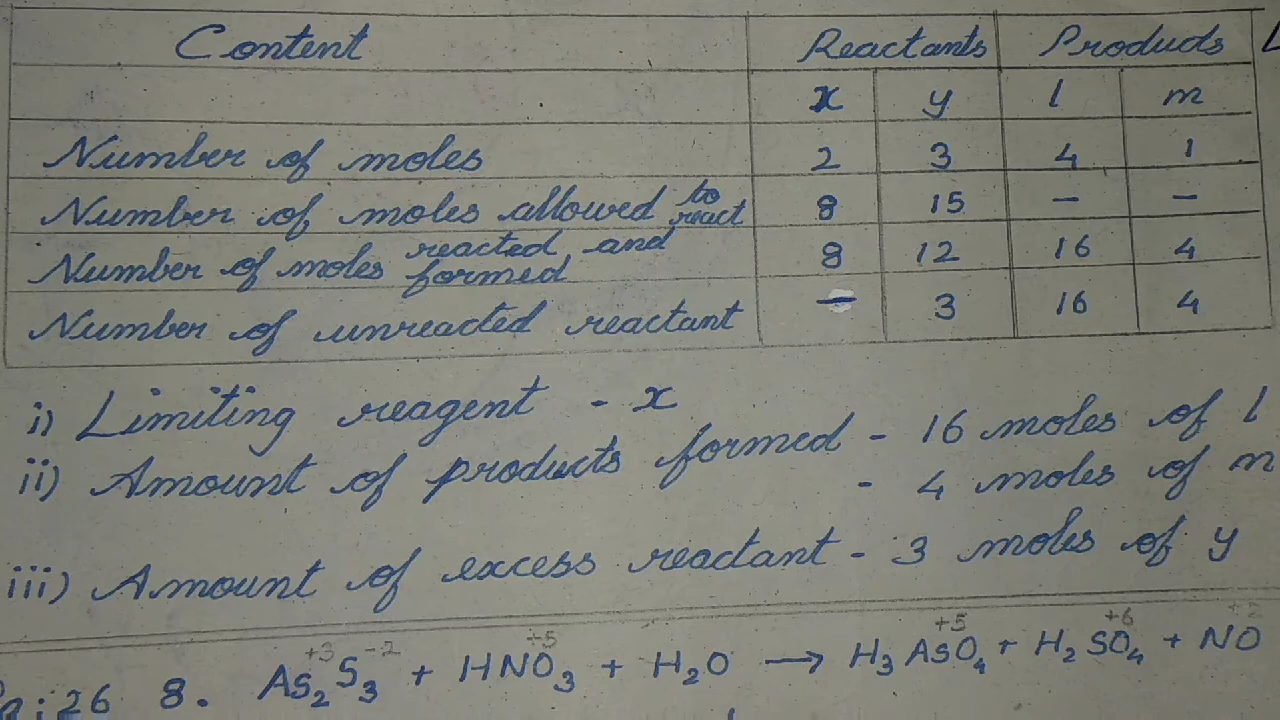 Content Reactants Products
x y l m
Number of moles 2 3 4 1
Number of moles allowed to react 8 15 — —
Number of moles reacted and formed 8 12 16 4
Number of unreacted reactant — 3 16 4
i) Limiting reagent - x
ii) Amount of products formed - 16 moles of l
- 4 moles of m
iii) Amount of excess reactant - 3 moles of y
+3 -2 +5 +5 +6 +2
:26 8. As₂S₃ + HNO₃ + H₂O → H₃AsO₄ + H₂SO₄ + NO